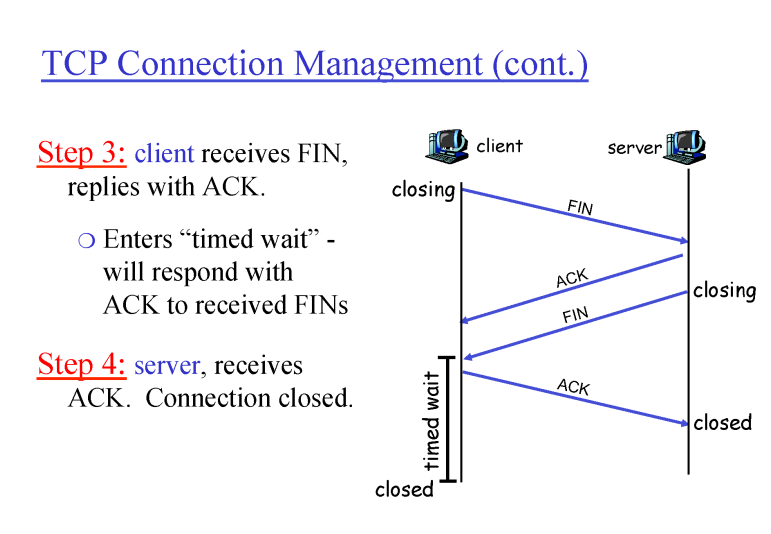 TCP Connection Management (cont.)
Step 3: client receives FIN,
replies with ACK.
❍ Enters “timed wait” -
will respond with
ACK to received FINs
Step 4: server, receives
ACK.  Connection closed.
client
server
closing
FIN
ACK
closing
FIN
ACK
timed wait
closed
closed